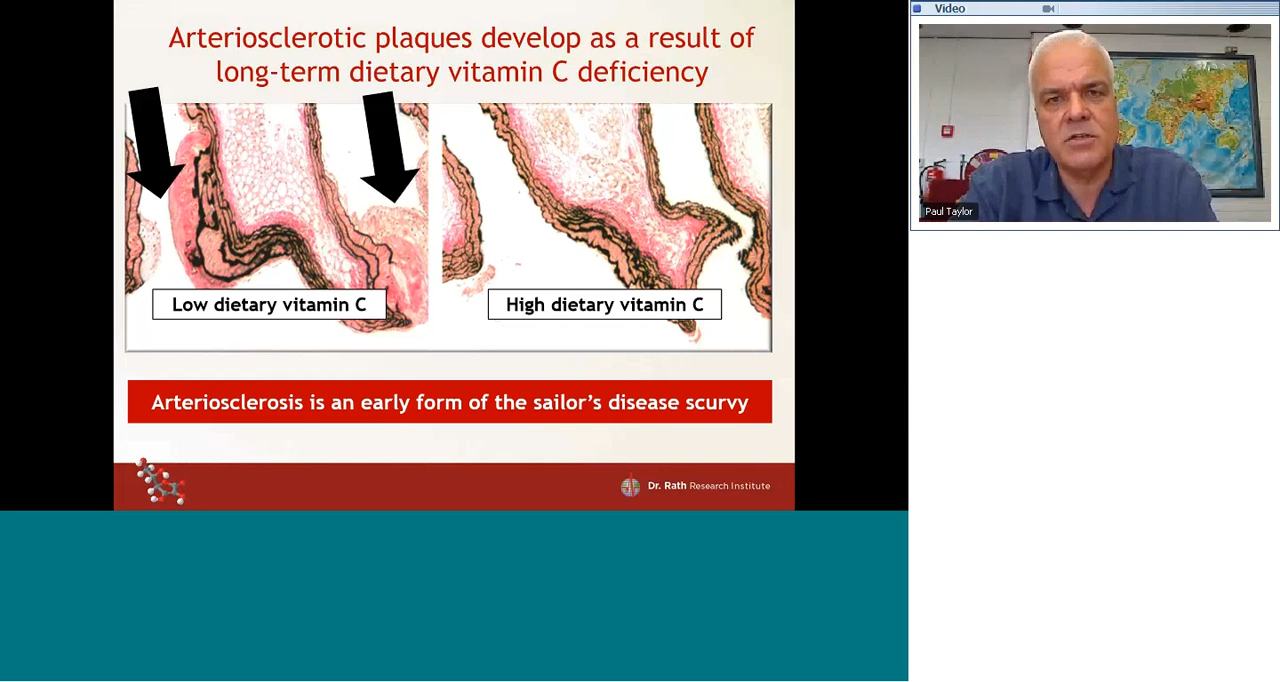 Arteriosclerotic plaques develop as a result of
long-term dietary vitamin C deficiency
Low dietary vitamin C
High dietary vitamin C
Arteriosclerosis is an early form of the sailor's disease scurvy
Dr. Rath Research Institute
Video
Paul Taylor